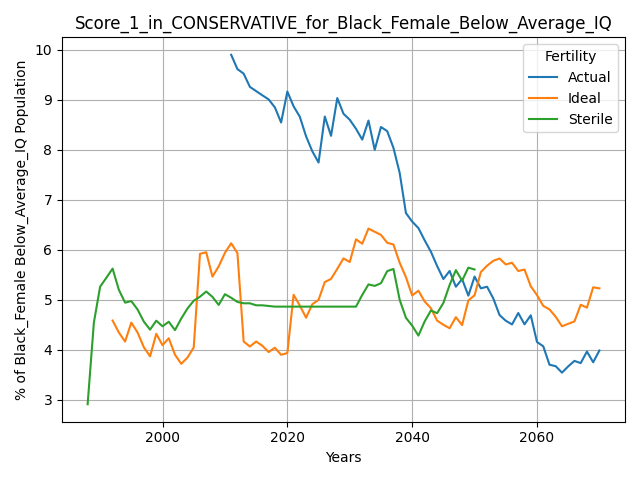 Score_1_in_CONSERVATIVE_for_Black_Female_Below_Average_IQ
% of Black_Female Below_Average_IQ Population
10
9
8
7
6
5
4
3
Fertility
Actual
Ideal
Sterile
2000
2020
2040
2060
Years